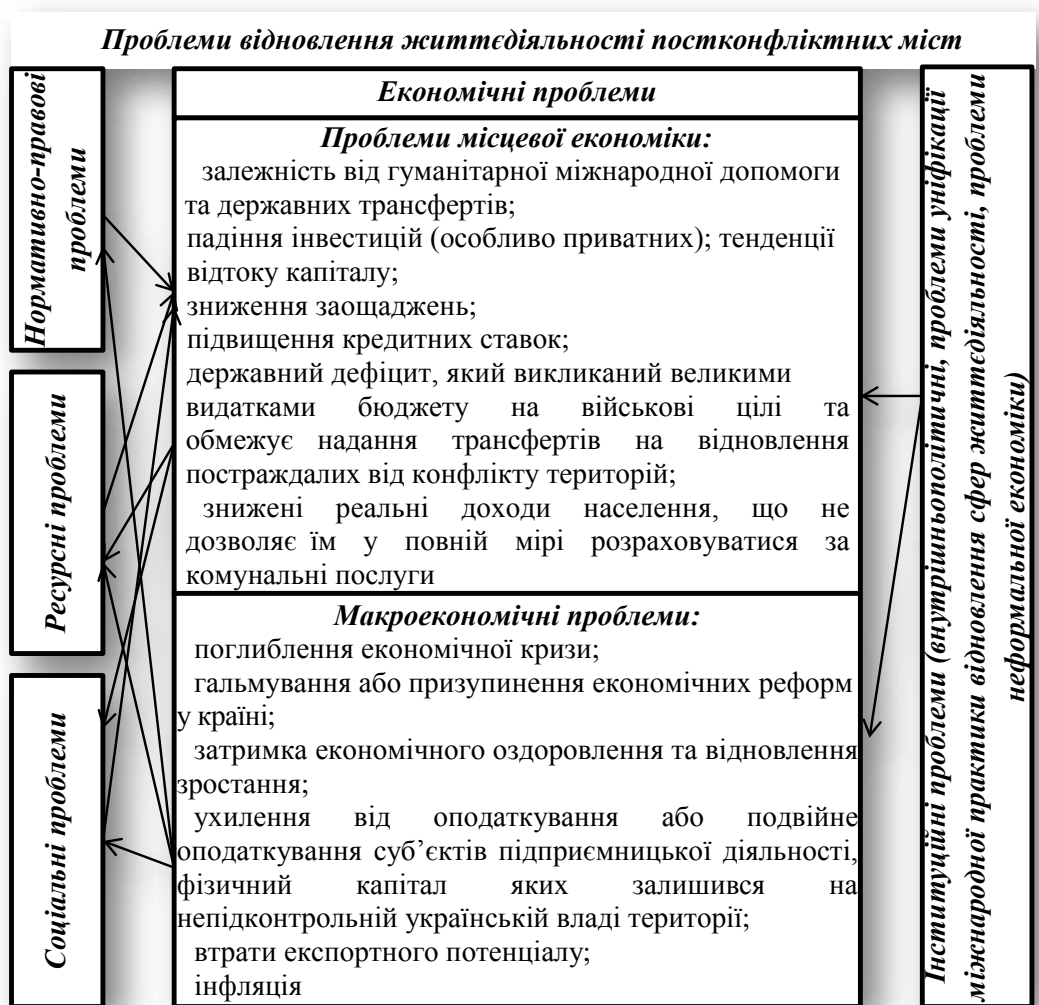 Проблеми відновлення життєдіяльності постконфліктних міст
Нормативно-правові
проблеми
Ресурсні проблеми
Соціальні проблеми
Економічні проблеми
Проблеми місцевої економіки:
залежність від гуманітарної міжнародної допомоги
та державних трансфертів;
падіння інвестицій (особливо приватних); тенденції
відтоку капіталу;
зниження заощаджень;
підвищення кредитних ставок;
державний дефіцит, який викликаний великими
видатками бюджету на військові цілі та
обмежує надання трансфертів на відновлення
постраждалих від конфлікту територій;
знижені реальні доходи населення, що не
дозволяє їм у повній мірі розраховуватися за
комунальні послуги
Макроекономічні проблеми:
поглиблення економічної кризи;
гальмування або призупинення економічних реформ
у країні;
затримка економічного оздоровлення та відновлення
зростання;
ухилення від оподаткування або подвійне
оподаткування суб’єктів підприємницької діяльності,
фізичний капітал яких залишився на
непідконтрольній українській владі території;
втрати експортного потенціалу;
інфляція
Інституційні проблеми (внутрішньополітичні, проблеми уніфікації
міжнародної практики відновлення сфер життєдіяльності, проблеми
неформальної економіки)